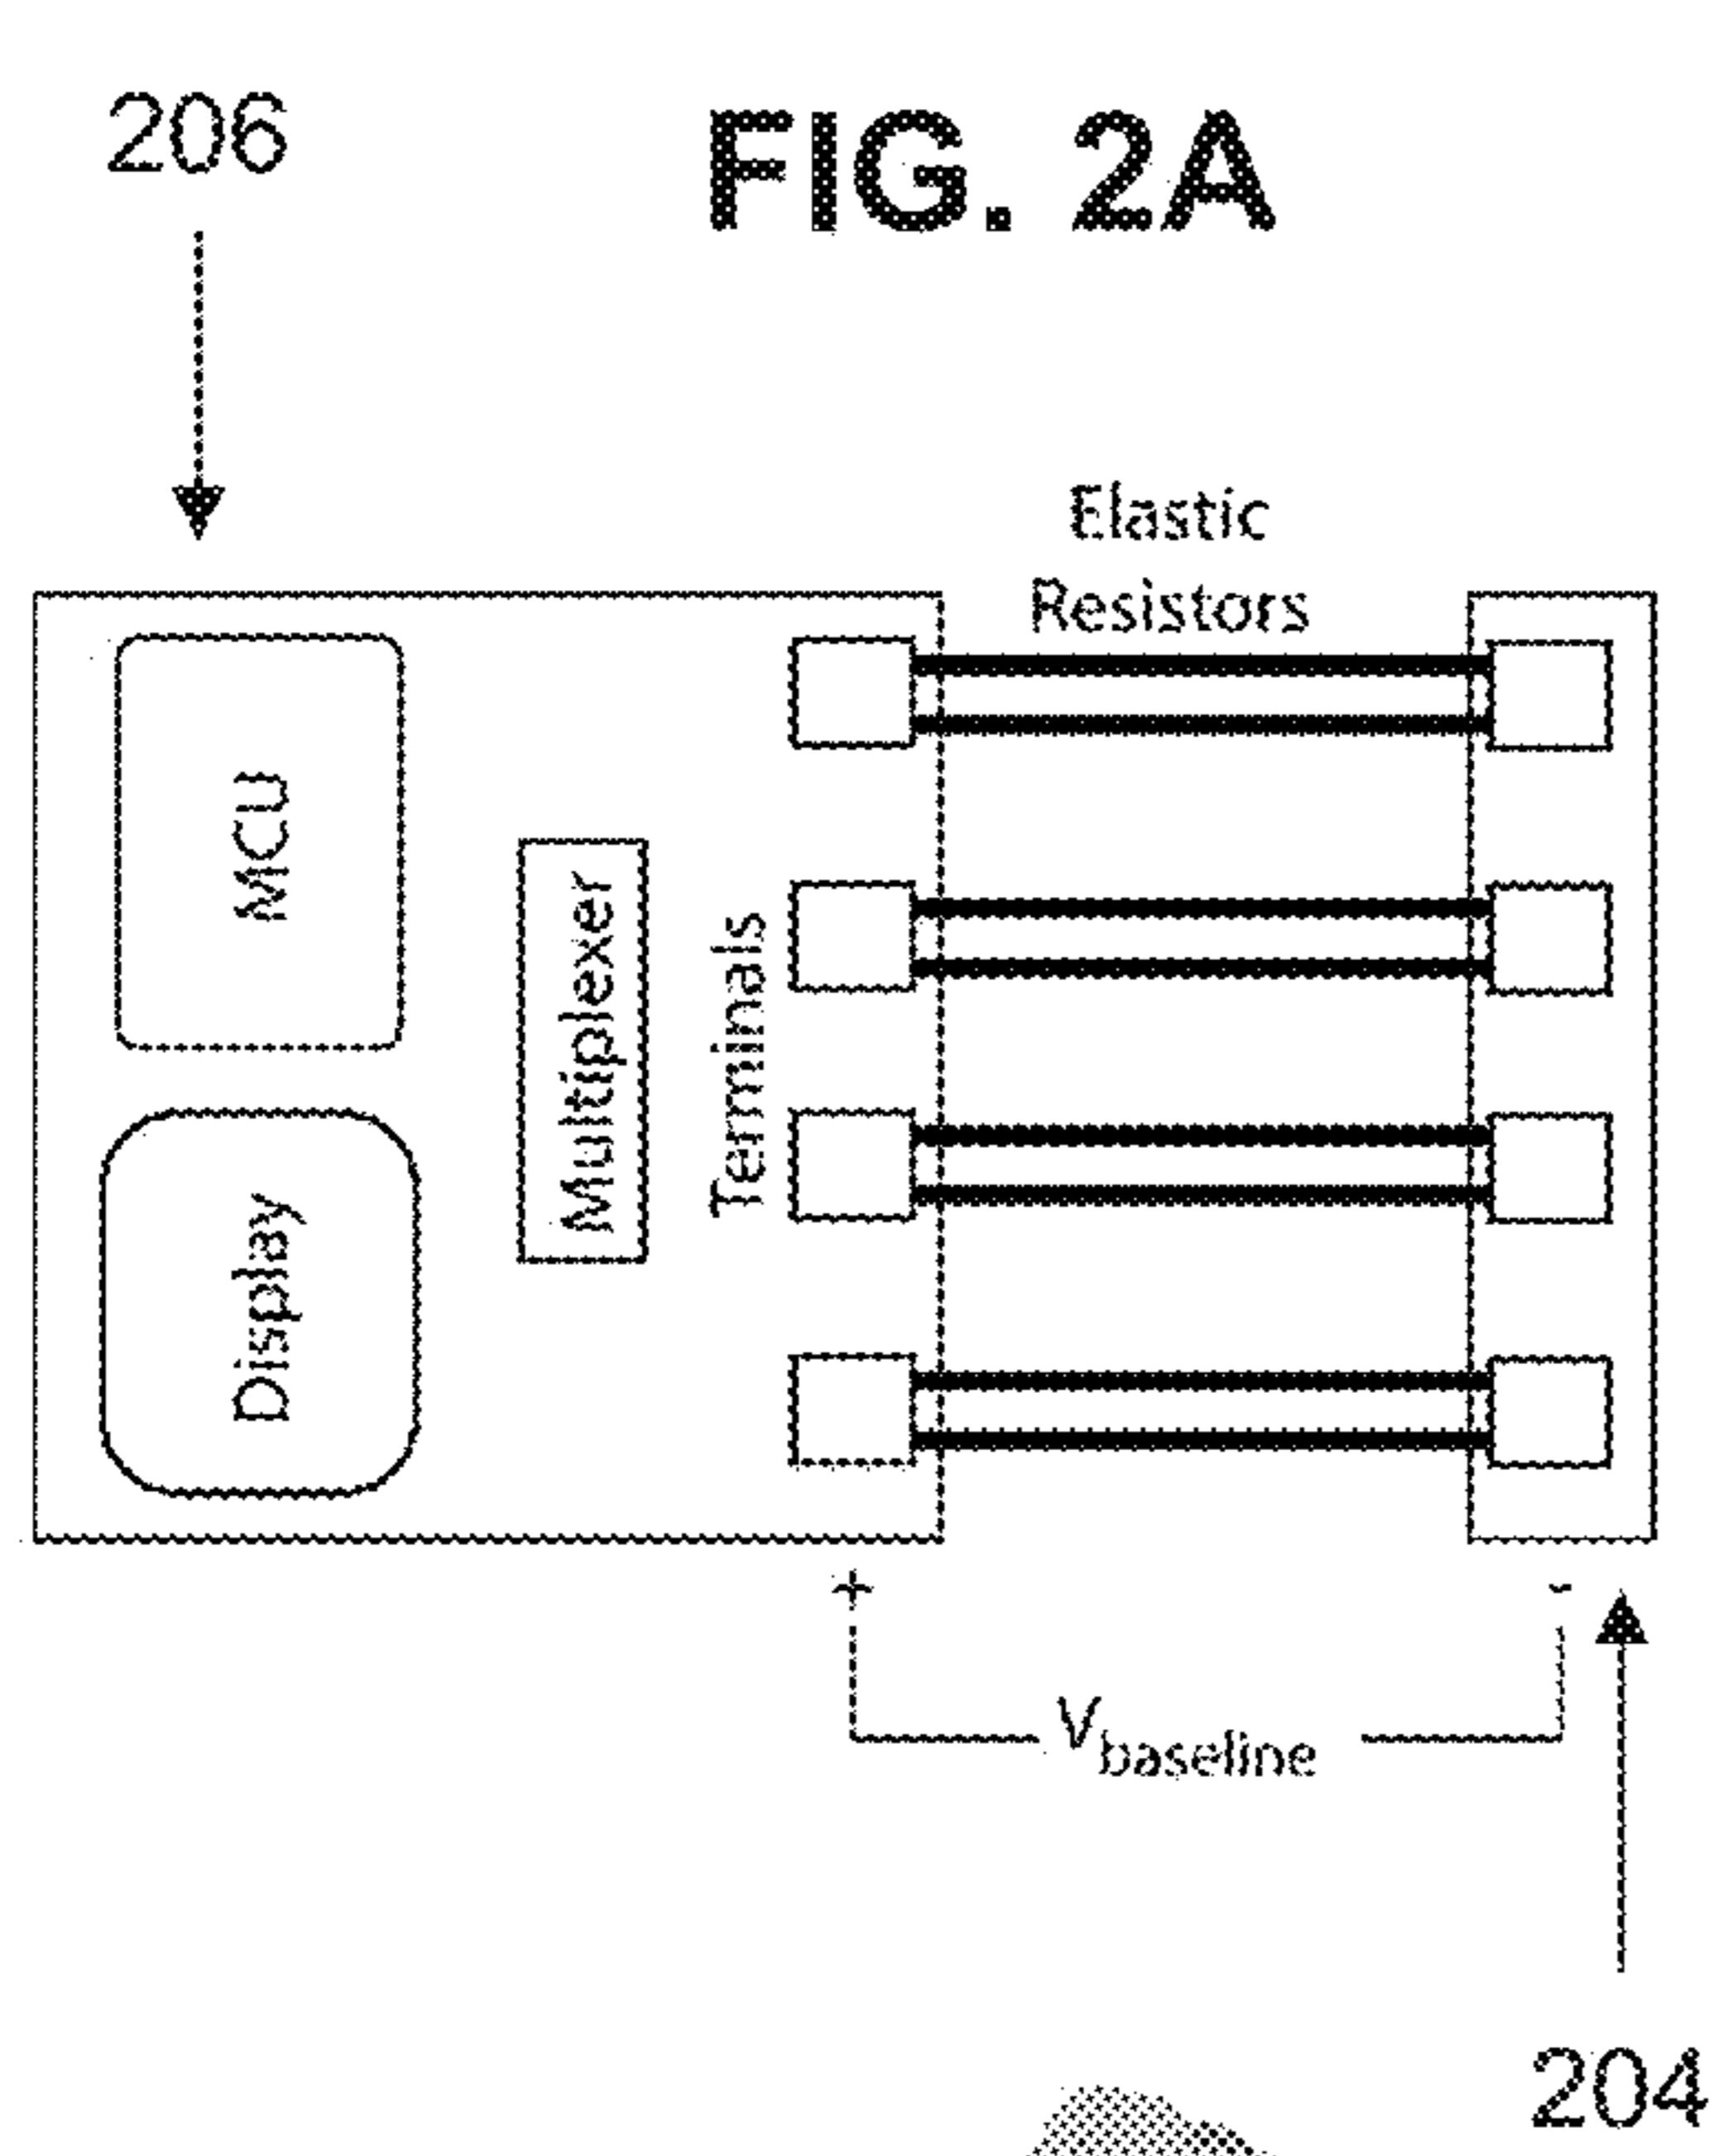 206
FIG. 2A
Elastic
Resistors
MCU
Multiplexer
Terminals
Display
+
-
Vbaseline
204